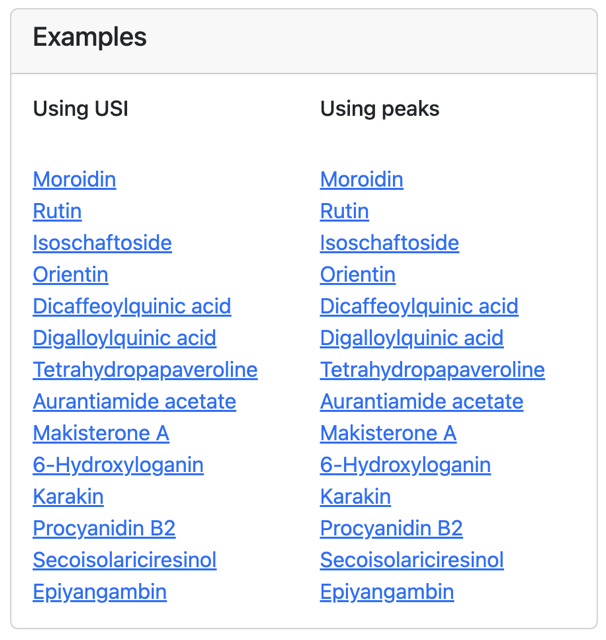 Examples
Using USI
Moroidin
Rutin
Isoschaftoside
Orientin
Dicaffeoylquinic acid
Digalloylquinic acid
Tetrahydropapaveroline
Aurantiamide acetate
Makisterone A
6-Hydroxyloganin
Karakin
Procyanidin B2
Secoisolariciresinol
Epiyangambin
Using peaks
Moroidin
Rutin
Isoschaftoside
Orientin
Dicaffeoylquinic acid
Digalloylquinic acid
Tetrahydropapaveroline
Aurantiamide acetate
Makisterone A
6-Hydroxyloganin
Karakin
Procyanidin B2
Secoisolariciresinol
Epiyangambin